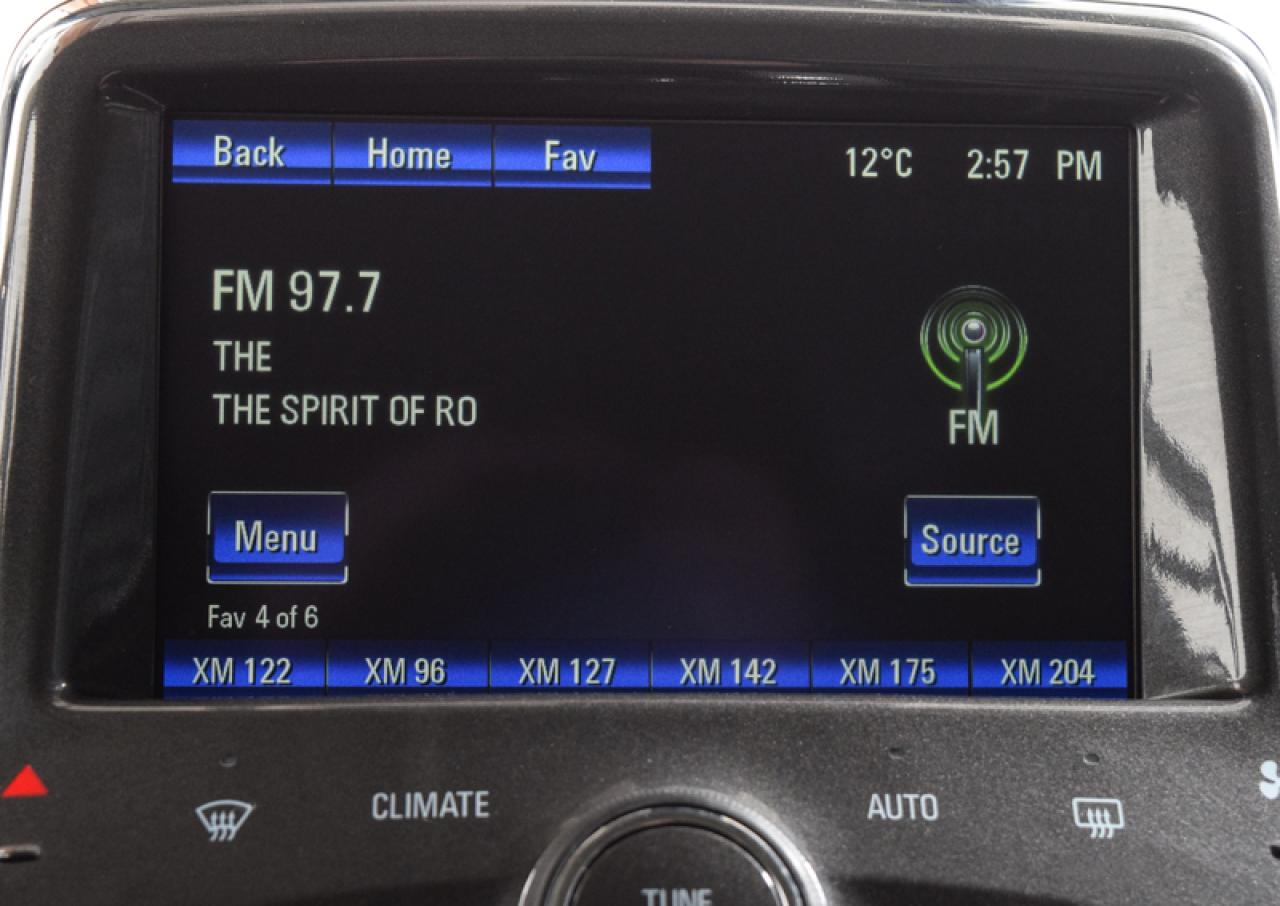 Back Home Fav 12°C 2:57 PM
FM 97.7
THE
THE SPIRIT OF RO
FM
Menu Source
Fav 4 of 6
XM 122 XM 96 XM 127 XM 142 XM 175 XM 204
CLIMATE AUTO
TUNE